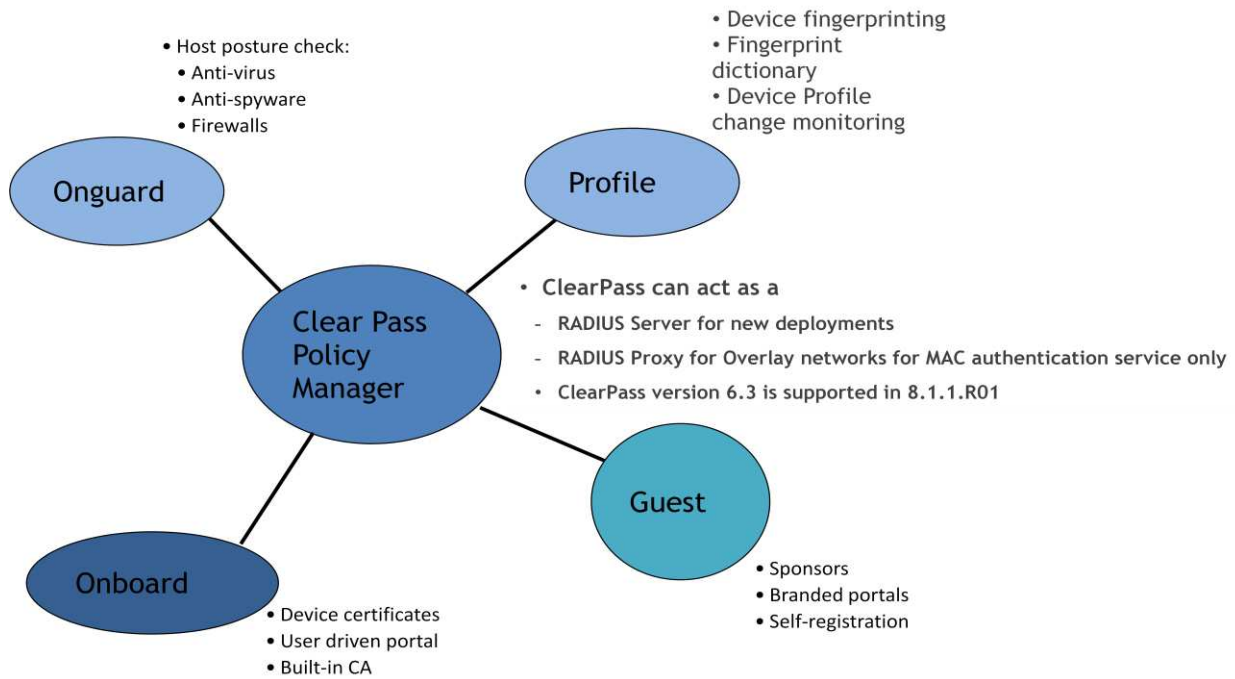 • Device fingerprinting
• Fingerprint
dictionary
• Device Profile
change monitoring
• Host posture check:
• Anti-virus
• Anti-spyware
• Firewalls
Onguard
Profile
Clear Pass
Policy
Manager
• ClearPass can act as a
- RADIUS Server for new deployments
- RADIUS Proxy for Overlay networks for MAC authentication service only
• ClearPass version 6.3 is supported in 8.1.1.R01
Guest
• Sponsors
• Branded portals
• Self-registration
Onboard
• Device certificates
• User driven portal
• Built-in CA